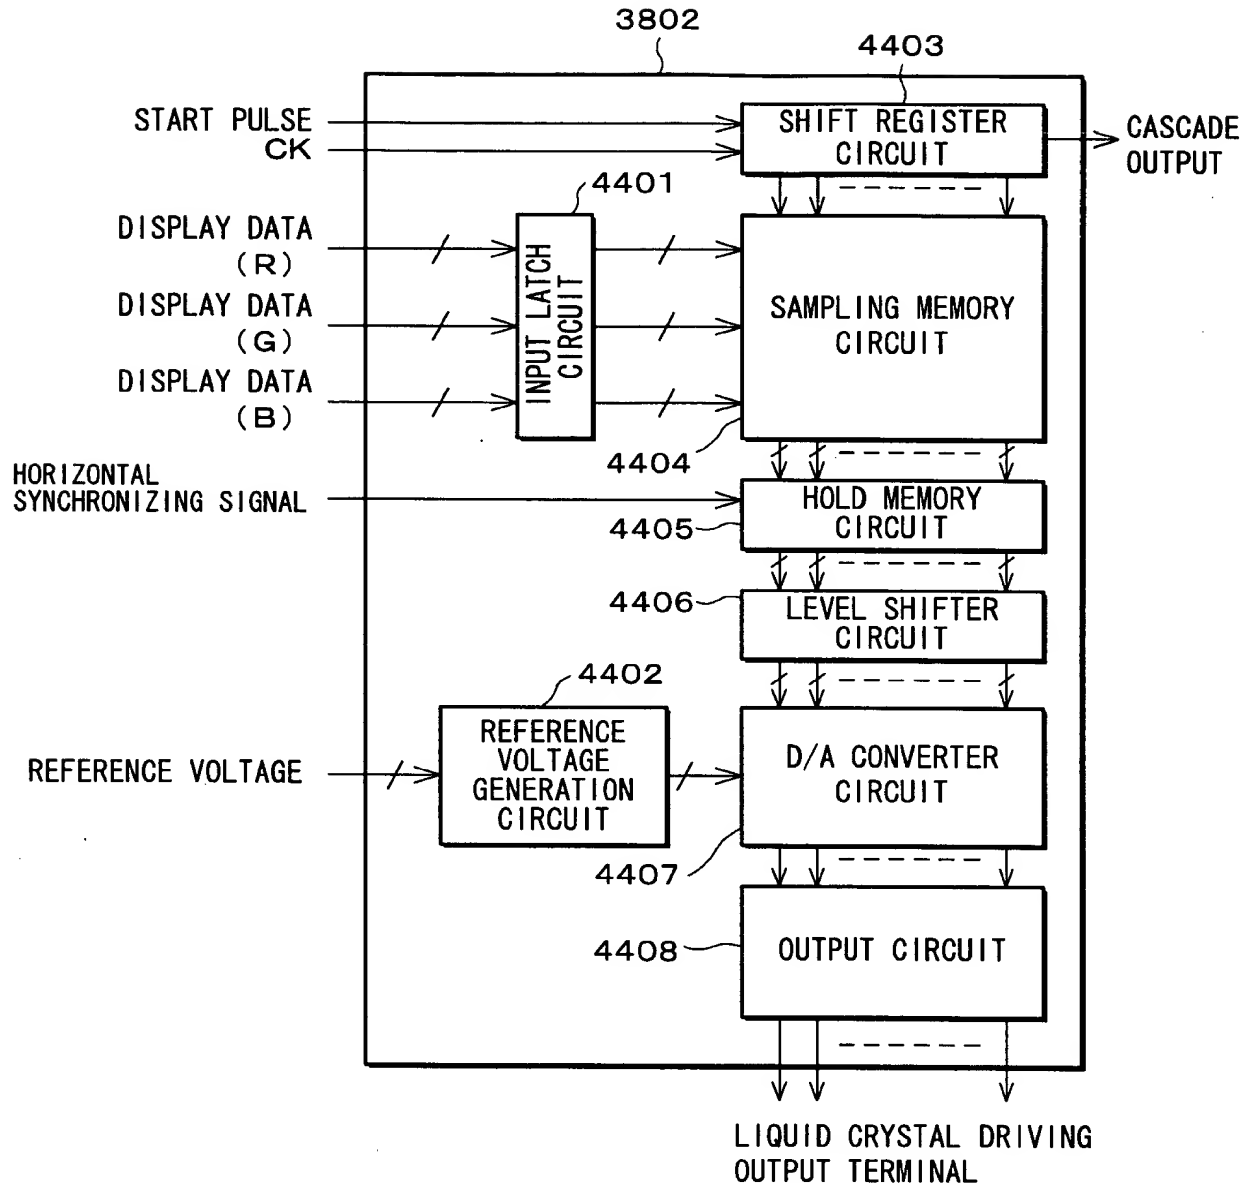 3802
4403
START PULSE
CK
SHIFT REGISTER
CIRCUIT
CASCADE
OUTPUT
4401
DISPLAY DATA
(R)
DISPLAY DATA
(G)
DISPLAY DATA
(B)
INPUT LATCH
CIRCUIT
SAMPLING MEMORY
CIRCUIT
4404
HORIZONTAL
SYNCHRONIZING SIGNAL
HOLD MEMORY
CIRCUIT
4405
4406
LEVEL SHIFTER
CIRCUIT
4402
REFERENCE VOLTAGE
REFERENCE
VOLTAGE
GENERATION
CIRCUIT
D/A CONVERTER
CIRCUIT
4407
4408
OUTPUT CIRCUIT
LIQUID CRYSTAL DRIVING
OUTPUT TERMINAL